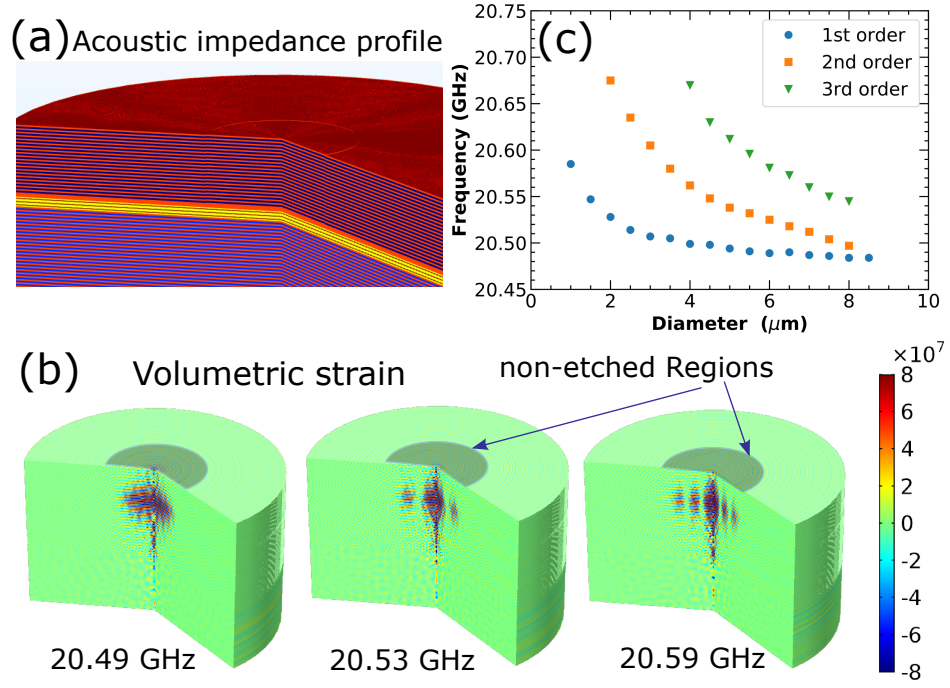 (a) Acoustic impedance profile
(c)
1st order
2nd order
3rd order
Frequency (GHz)
20.75
20.70
20.65
20.60
20.55
20.50
20.45
0 2 4 6 8 10
Diameter (μm)
(b) Volumetric strain
non-etched Regions
20.49 GHz
20.53 GHz
20.59 GHz
×10⁷
8
6
4
2
0
-2
-4
-6
-8